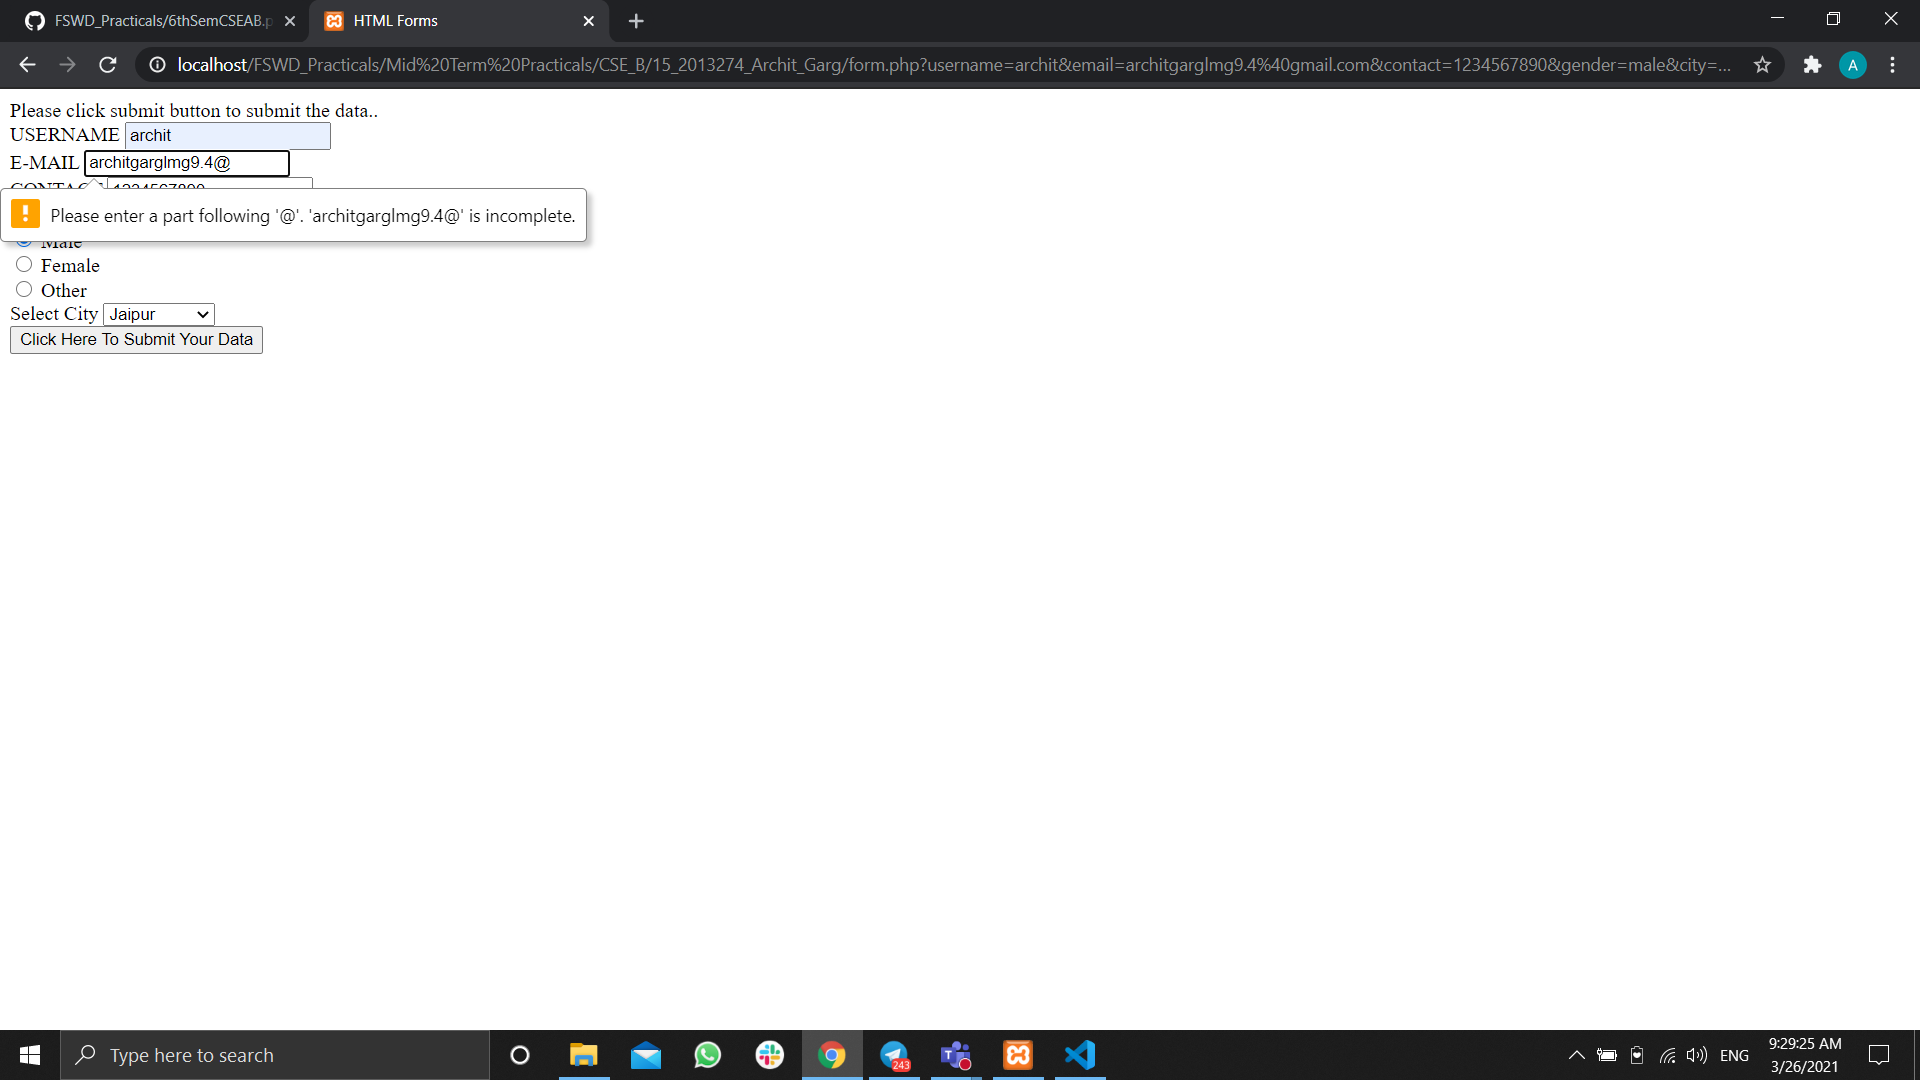 FSWD_Practicals/6thSemCSEAB.p
HTML Forms
localhost/FSWD_Practicals/Mid%20Term%20Practicals/CSE_B/15_2013274_Archit_Garg/form.php?username=archit&email=architgarglmg9.4%40gmail.com&contact=1234567890&gender=male&city=...
A
Please click submit button to submit the data..
USERNAME archit
E-MAIL architgarglmg9.4@
CONTACT 1234567890
Please enter a part following '@'. 'architgarglmg9.4@' is incomplete.
Male
Female
Other
Select City Jaipur
Click Here To Submit Your Data
Type here to search
243
T
ENG
9:29:25 AM
3/26/2021